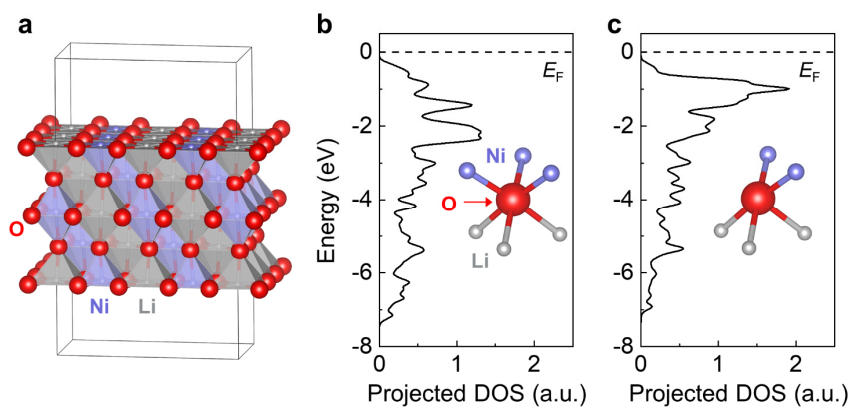 a
O
Ni
Li
b
Energy (eV)
0
-2
-4
-6
-8
E_F
Ni
O
Li
0
1
2
Projected DOS (a.u.)
c
0
-2
-4
-6
-8
E_F
0
1
2
Projected DOS (a.u.)